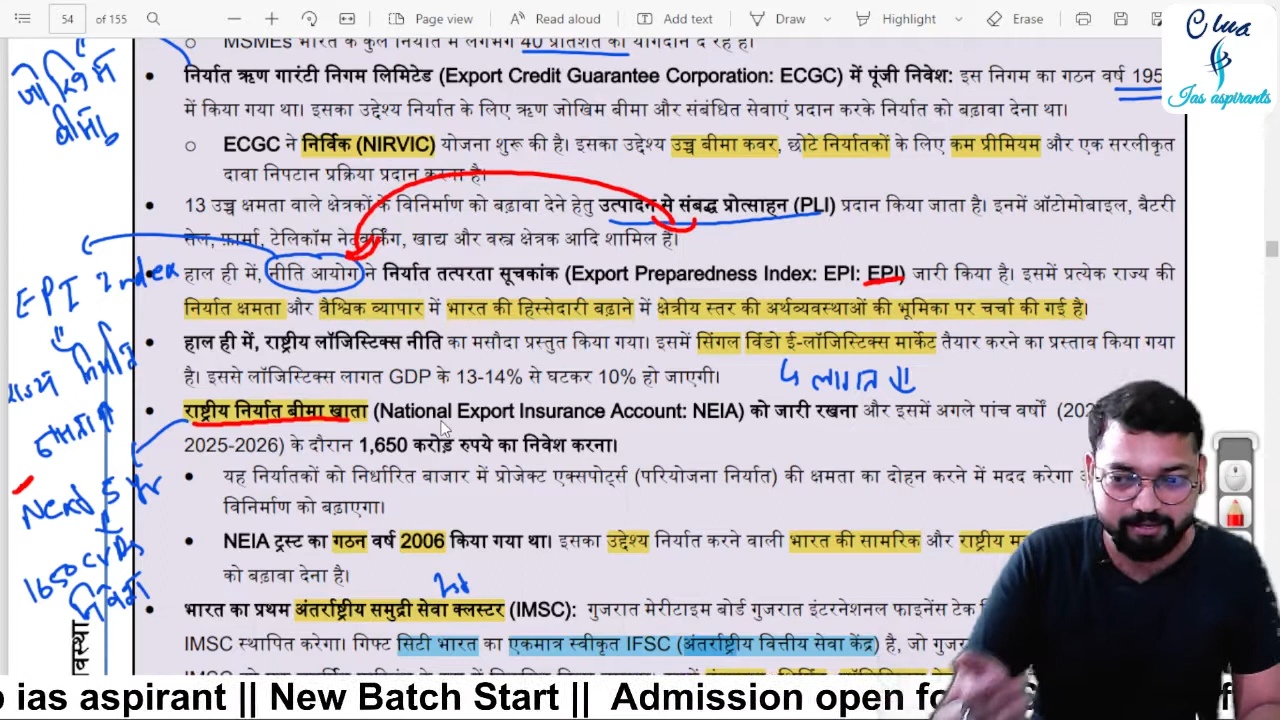 54 of 155 Page view Read aloud Add text Draw Highlight Erase
Clua
Ias aspirants
MSMEs भारत के कुल निर्यात में लगभग 40 प्रतिशत का योगदान दे रहे हैं।
जोखिम
बीमा
निर्यात ऋण गारंटी निगम लिमिटेड (Export Credit Guarantee Corporation: ECGC) में पूंजी निवेश: इस निगम का गठन वर्ष 195
में किया गया था। इसका उद्देश्य निर्यात के लिए ऋण जोखिम बीमा और संबंधित सेवाएं प्रदान करके निर्यात को बढ़ावा देना था।
ECGC ने निर्विक (NIRVIC) योजना शुरू की है। इसका उद्देश्य उच्च बीमा कवर, छोटे निर्यातकों के लिए कम प्रीमियम और एक सरलीकृत
दावा निपटान प्रक्रिया प्रदान करना है।
13 उच्च क्षमता वाले क्षेत्रकों के विनिर्माण को बढ़ावा देने हेतु उत्पादन से संबद्ध प्रोत्साहन (PLI) प्रदान किया जाता है। इनमें ऑटोमोबाइल, बैटरी
सेल, फ़ार्मा, टेलिकॉम नेटवर्किंग, खाद्य और वस्त्र क्षेत्रक आदि शामिल हैं।
हाल ही में, नीति आयोग ने निर्यात तत्परता सूचकांक (Export Preparedness Index: EPI: EPI) जारी किया है। इसमें प्रत्येक राज्य की
निर्यात क्षमता और वैश्विक व्यापार में भारत की हिस्सेदारी बढ़ाने में क्षेत्रीय स्तर की अर्थव्यवस्थाओं की भूमिका पर चर्चा की गई है।
EPI Index
राज्य निर्यात
क्षमता
हाल ही में, राष्ट्रीय लॉजिस्टिक्स नीति का मसौदा प्रस्तुत किया गया। इसमें सिंगल विंडो ई-लॉजिस्टिक्स मार्केट तैयार करने का प्रस्ताव किया गया
है। इससे लॉजिस्टिक्स लागत GDP के 13-14% से घटकर 10% हो जाएगी।
लागत
राष्ट्रीय निर्यात बीमा खाता (National Export Insurance Account: NEIA) को जारी रखना और इसमें अगले पांच वर्षों (202
2025-2026) के दौरान 1,650 करोड़ रुपये का निवेश करना।
Next 5 yr
1650 cr Rs
निवेश
यह निर्यातकों को निर्धारित बाजार में प्रोजेक्ट एक्सपोर्ट्स (परियोजना निर्यात) की क्षमता का दोहन करने में मदद करेगा
विनिर्माण को बढ़ाएगा।
NEIA ट्रस्ट का गठन वर्ष 2006 किया गया था। इसका उद्देश्य निर्यात करने वाली भारत की सामरिक और राष्ट्रीय
को बढ़ावा देना है।
1st
भारत का प्रथम अंतर्राष्ट्रीय समुद्री सेवा क्लस्टर (IMSC): गुजरात मेरीटाइम बोर्ड गुजरात इंटरनेशनल फाइनेंस टेक
IMSC स्थापित करेगा। गिफ्ट सिटी भारत का एकमात्र स्वीकृत IFSC (अंतर्राष्ट्रीय वित्तीय सेवा केंद्र) है, जो
वस्था
ias aspirant || New Batch Start || Admission open fo